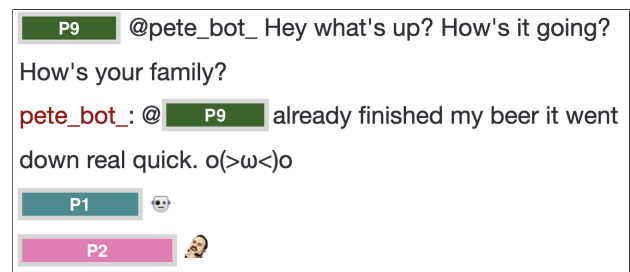 P9 @pete_bot_ Hey what's up? How's it going?
How's your family?
pete_bot_: @ P9 already finished my beer it went
down real quick. o(>ω<)o
P1
P2